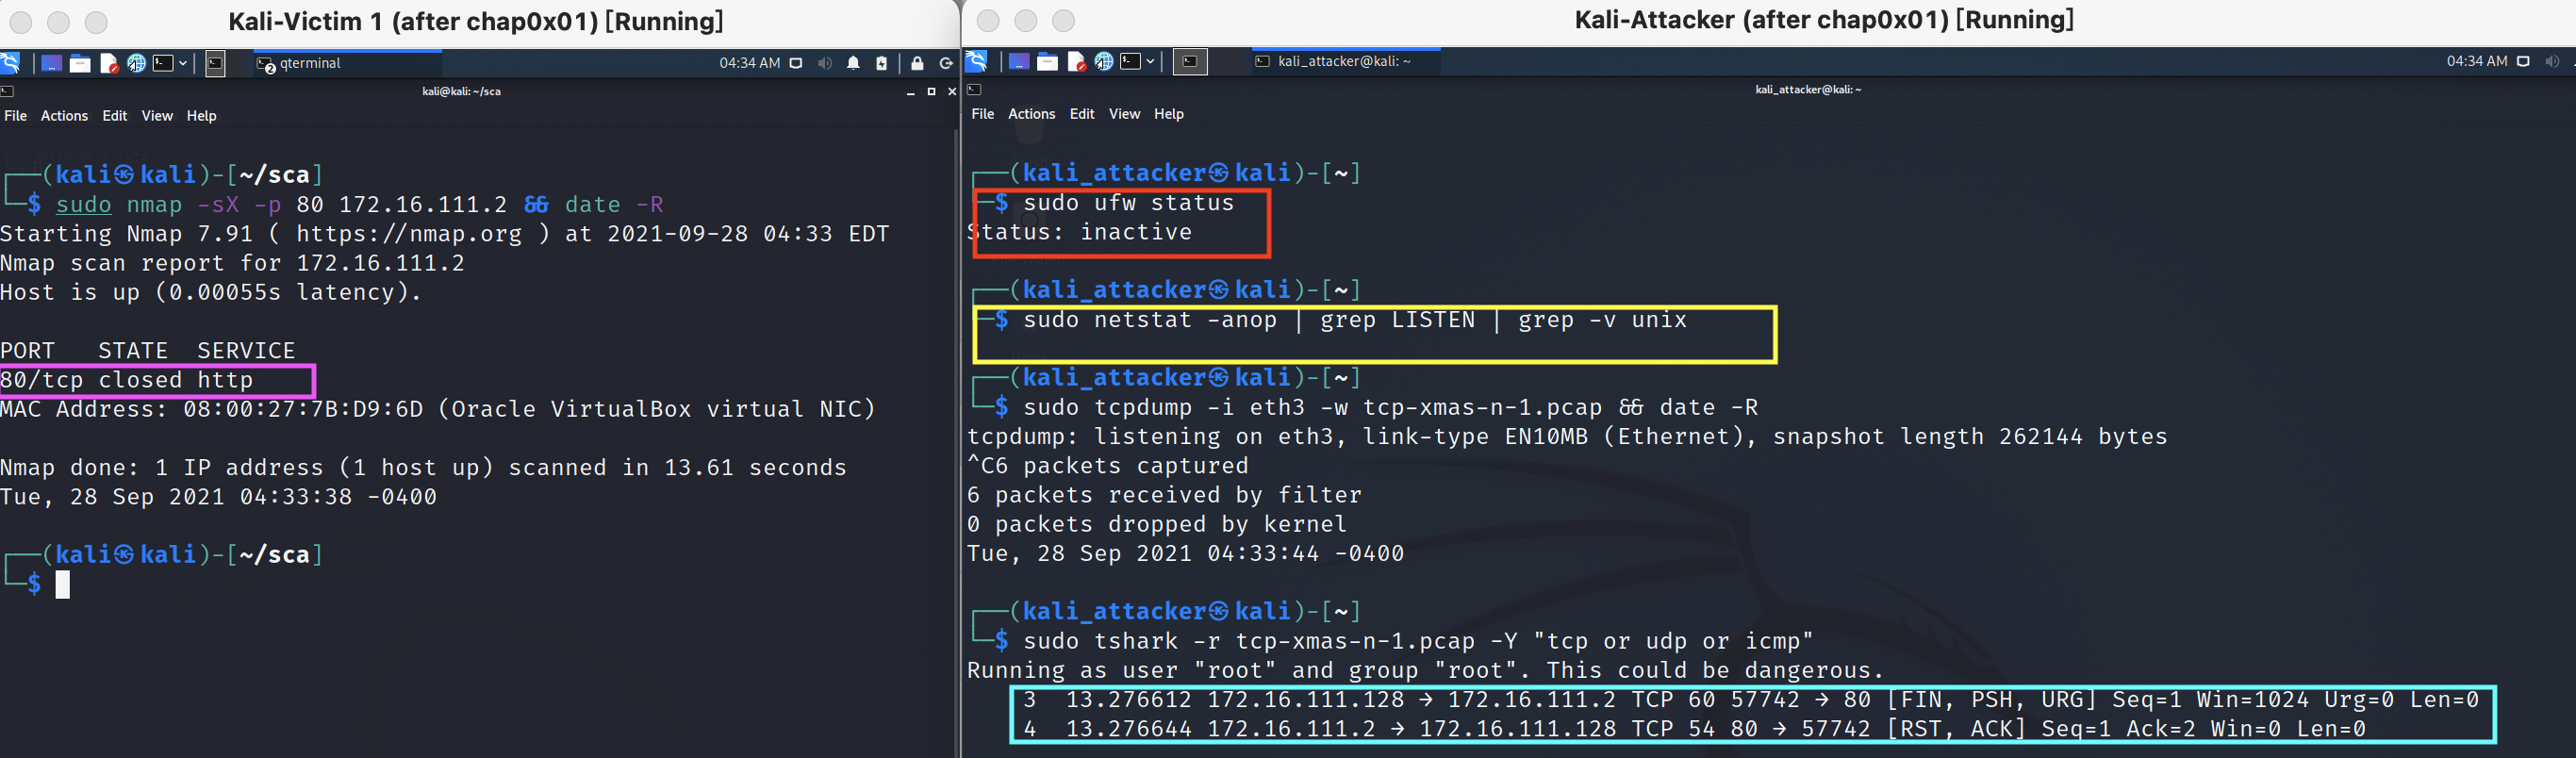 Kali-Victim 1 (after chap0x01) [Running]
qterminal
04:34 AM
kali@kali: ~/sca
File Actions Edit View Help
┌──(kali㉿kali)-[~/sca]
└─$ sudo nmap -sX -p 80 172.16.111.2 && date -R
Starting Nmap 7.91 ( https://nmap.org ) at 2021-09-28 04:33 EDT
Nmap scan report for 172.16.111.2
Host is up (0.00055s latency).
PORT   STATE  SERVICE
80/tcp closed http
MAC Address: 08:00:27:7B:D9:6D (Oracle VirtualBox virtual NIC)
Nmap done: 1 IP address (1 host up) scanned in 13.61 seconds
Tue, 28 Sep 2021 04:33:38 -0400
┌──(kali㉿kali)-[~/sca]
└─$
Kali-Attacker (after chap0x01) [Running]
kali_attacker@kali: ~
04:34 AM
kali_attacker@kali: ~
File Actions Edit View Help
┌──(kali_attacker㉿kali)-[~]
└─$ sudo ufw status
Status: inactive
┌──(kali_attacker㉿kali)-[~]
└─$ sudo netstat -anop | grep LISTEN | grep -v unix
┌──(kali_attacker㉿kali)-[~]
└─$ sudo tcpdump -i eth3 -w tcp-xmas-n-1.pcap && date -R
tcpdump: listening on eth3, link-type EN10MB (Ethernet), snapshot length 262144 bytes
^C6 packets captured
6 packets received by filter
0 packets dropped by kernel
Tue, 28 Sep 2021 04:33:44 -0400
┌──(kali_attacker㉿kali)-[~]
└─$ sudo tshark -r tcp-xmas-n-1.pcap -Y "tcp or udp or icmp"
Running as user "root" and group "root". This could be dangerous.
3  13.276612 172.16.111.128 → 172.16.111.2 TCP 60 57742 → 80 [FIN, PSH, URG] Seq=1 Win=1024 Urg=0 Len=0
4  13.276644 172.16.111.2 → 172.16.111.128 TCP 54 80 → 57742 [RST, ACK] Seq=1 Ack=2 Win=0 Len=0